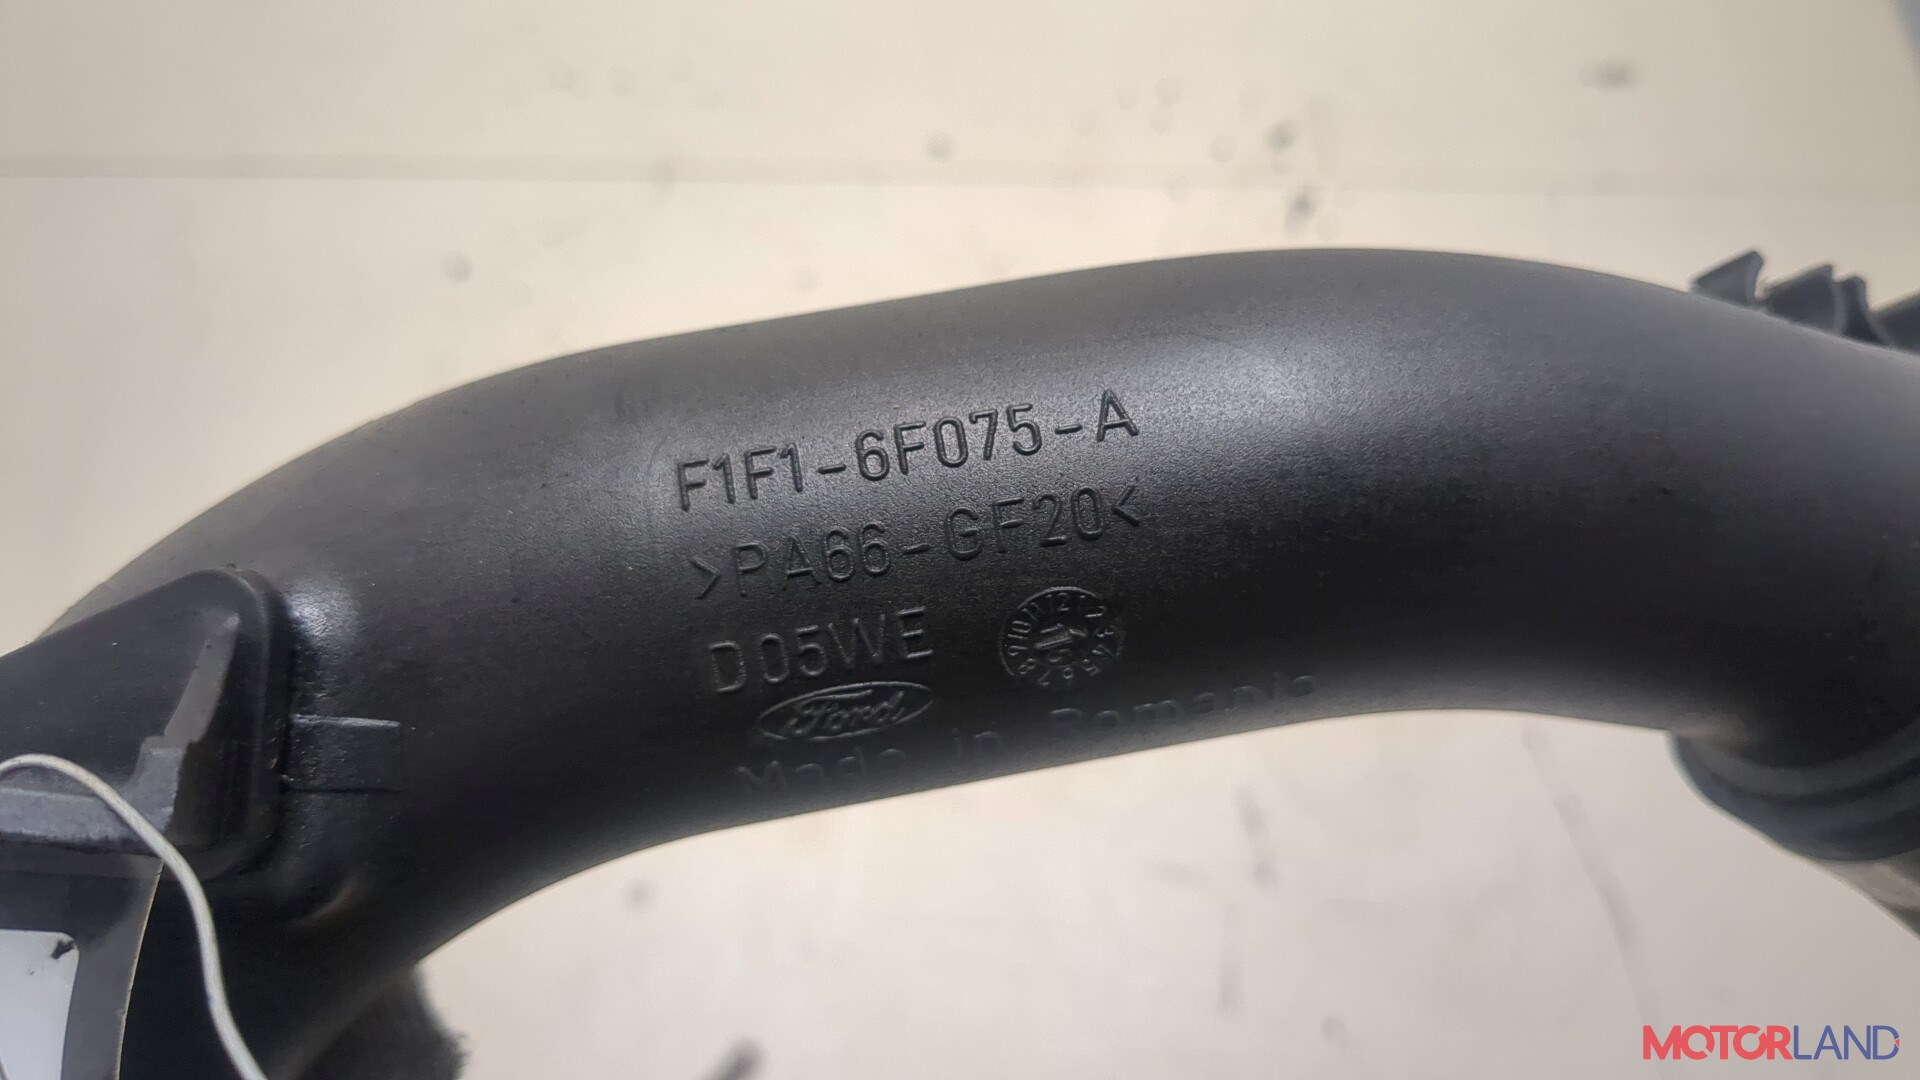 F1F1-6F075-A
>PA66-GF20<
D05WE
Ford
Made in Romania
MOTORLAND